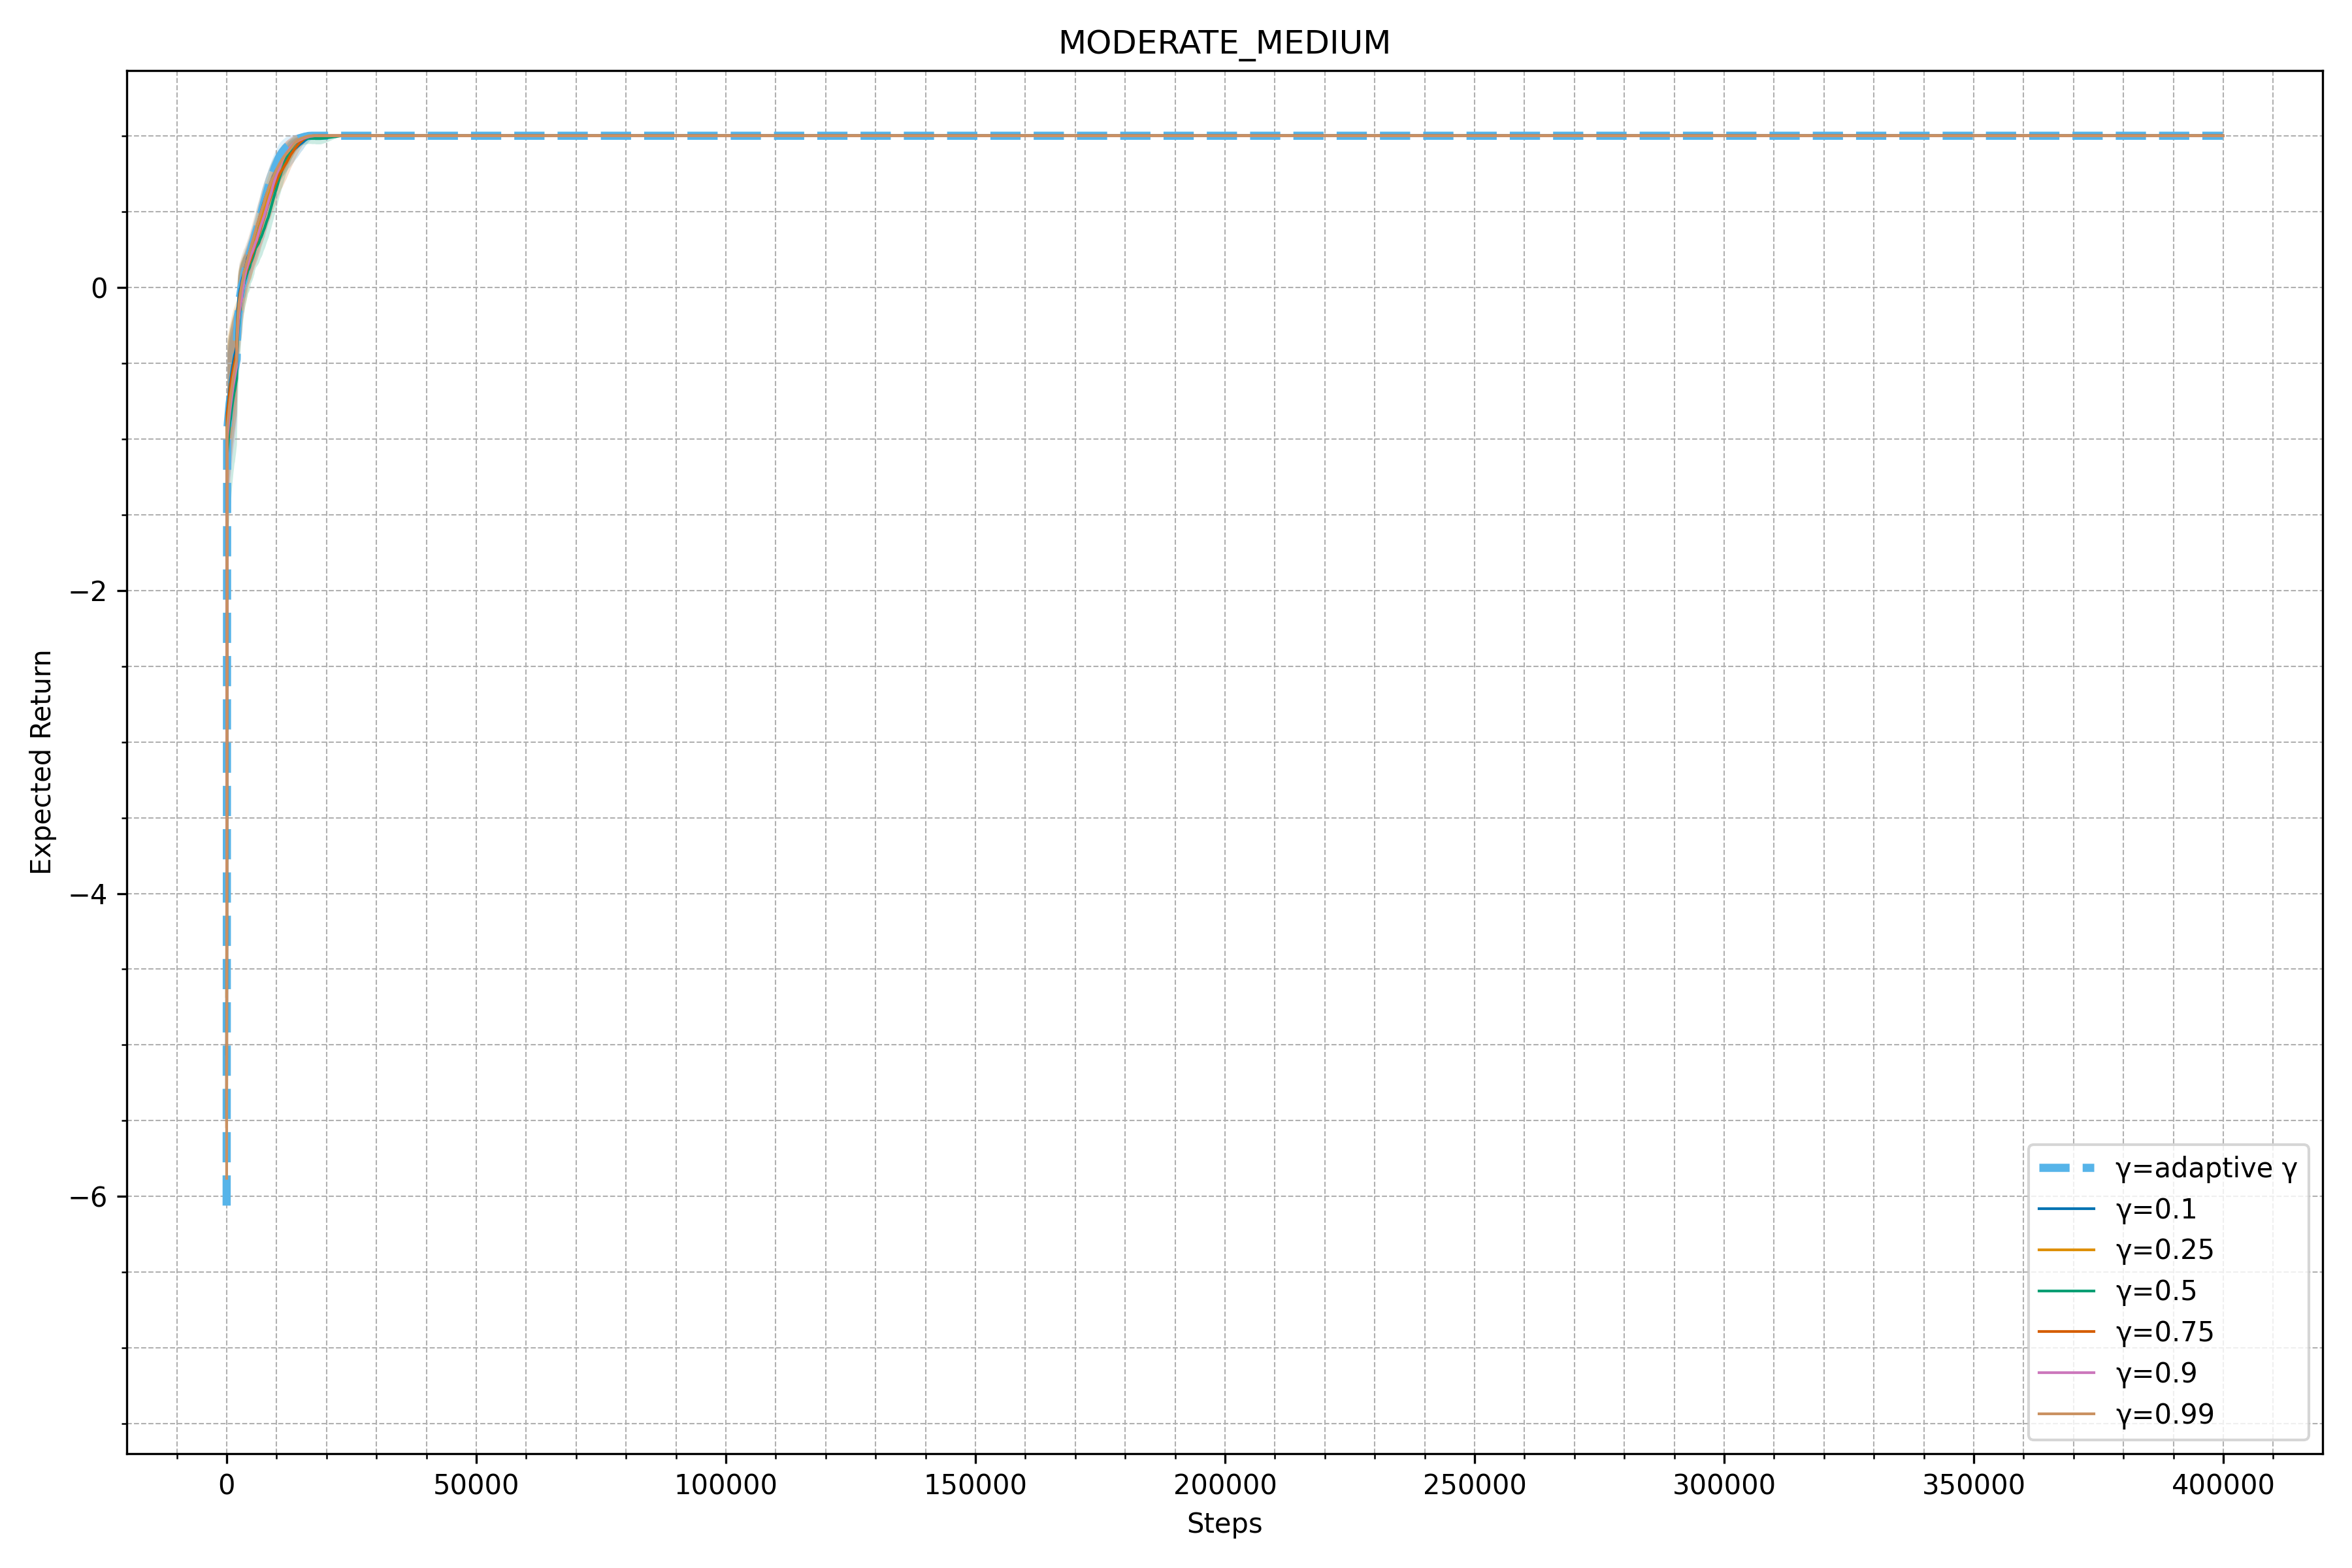 MODERATE_MEDIUM
Expected Return
0
−2
−4
−6
0
50000
100000
150000
200000
250000
300000
350000
400000
Steps
γ=adaptive γ
γ=0.1
γ=0.25
γ=0.5
γ=0.75
γ=0.9
γ=0.99